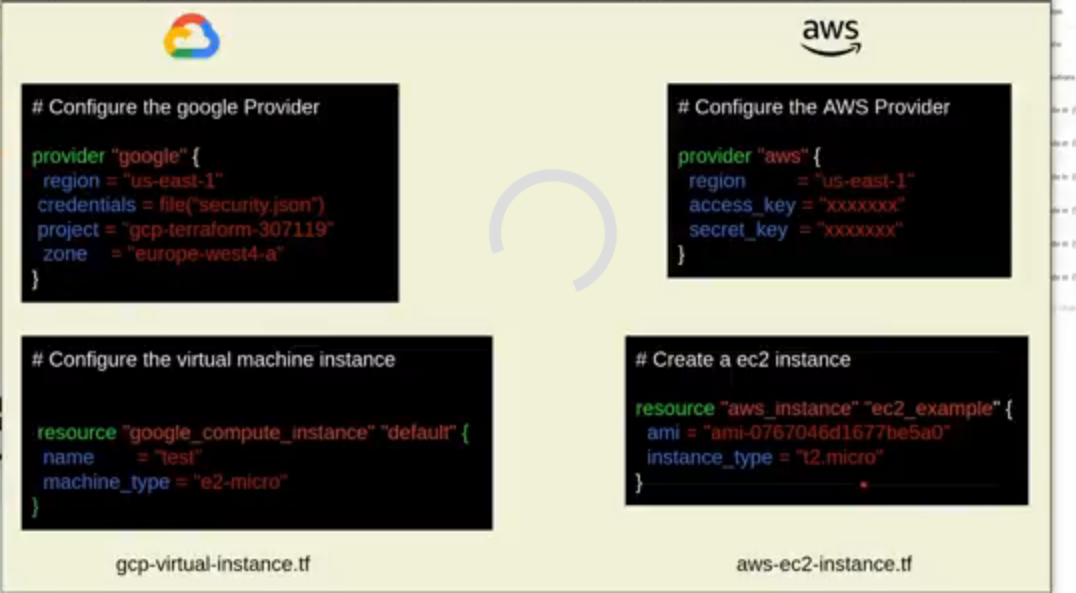 aws
# Configure the google Provider
provider "google" {
region = "us-east-1"
credentials = file("security.json")
project = "gcp-terraform-307119"
zone = "europe-west4-a"
}
# Configure the AWS Provider
provider "aws" {
region = "us-east-1"
access_key = "xxxxxxx"
secret_key = "xxxxxxx"
}
# Configure the virtual machine instance
resource "google_compute_instance" "default" {
name = "test"
machine_type = "e2-micro"
}
# Create a ec2 instance
resource "aws_instance" "ec2_example" {
ami = "ami-0767046d1677be5a0"
instance_type = "t2.micro"
}
gcp-virtual-instance.tf
aws-ec2-instance.tf